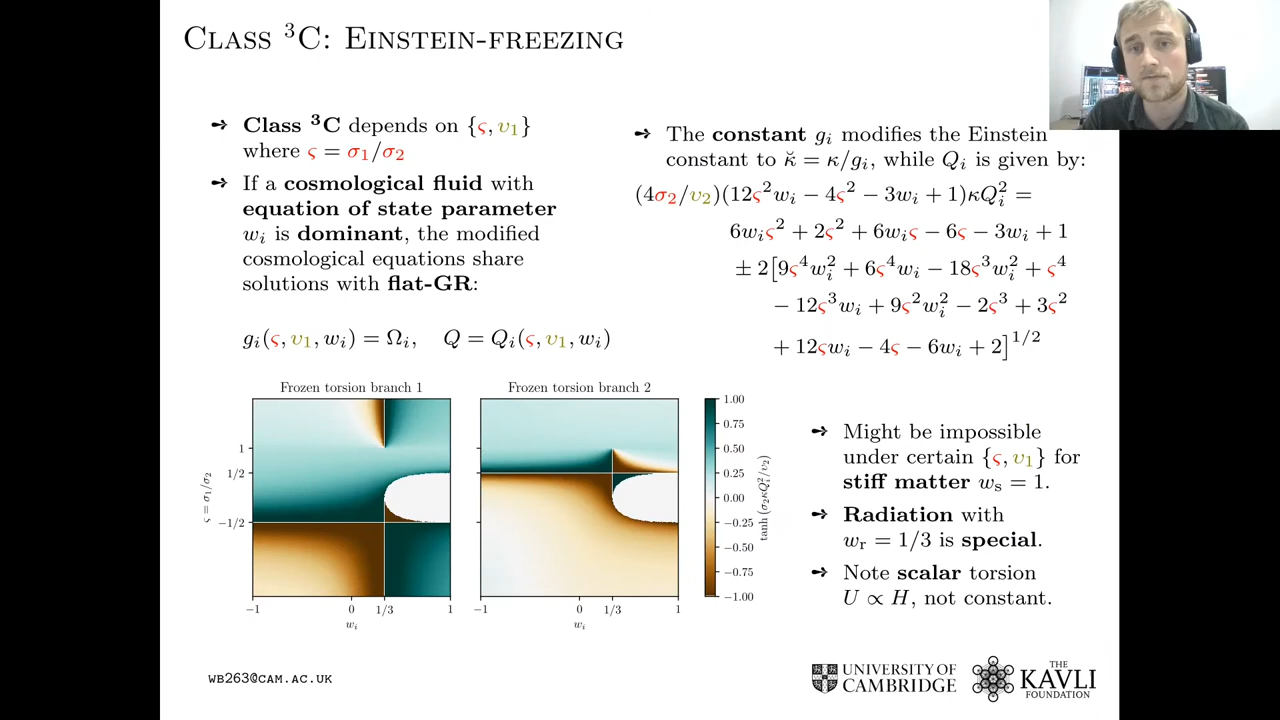 CLASS ³C: EINSTEIN-FREEZING
➺ Class ³C depends on {ς, υ₁}
where ς = σ₁/σ₂
➺ If a cosmological fluid with
equation of state parameter
wᵢ is dominant, the modified
cosmological equations share
solutions with flat-GR:
gᵢ(ς, υ₁, wᵢ) = Ωᵢ, Q = Qᵢ(ς, υ₁, wᵢ)
➺ The constant gᵢ modifies the Einstein
constant to κ̆ = κ/gᵢ, while Qᵢ is given by:
(4σ₂/υ₂)(12ς²wᵢ − 4ς² − 3wᵢ + 1)κQᵢ² =
6wᵢς² + 2ς² + 6wᵢς − 6ς − 3wᵢ + 1
± 2[9ς⁴wᵢ² + 6ς⁴wᵢ − 18ς³wᵢ² + ς⁴
− 12ς³wᵢ + 9ς²wᵢ² − 2ς³ + 3ς²
+ 12ςwᵢ − 4ς − 6wᵢ + 2]^1/2
Frozen torsion branch 1
Frozen torsion branch 2
ς = σ₁/σ₂
1
1/2
−1/2
−1 0 1/3 1
wᵢ
−1 0 1/3 1
wᵢ
1.00
0.75
0.50
0.25
0.00
−0.25
−0.50
−0.75
−1.00
tanh (σ₂κQᵢ²/υ₂)
➺ Might be impossible
under certain {ς, υ₁} for
stiff matter wₛ = 1.
➺ Radiation with
wᵣ = 1/3 is special.
➺ Note scalar torsion
U ∝ H, not constant.
WB263@CAM.AC.UK
UNIVERSITY OF
CAMBRIDGE
THE
KAVLI
FOUNDATION